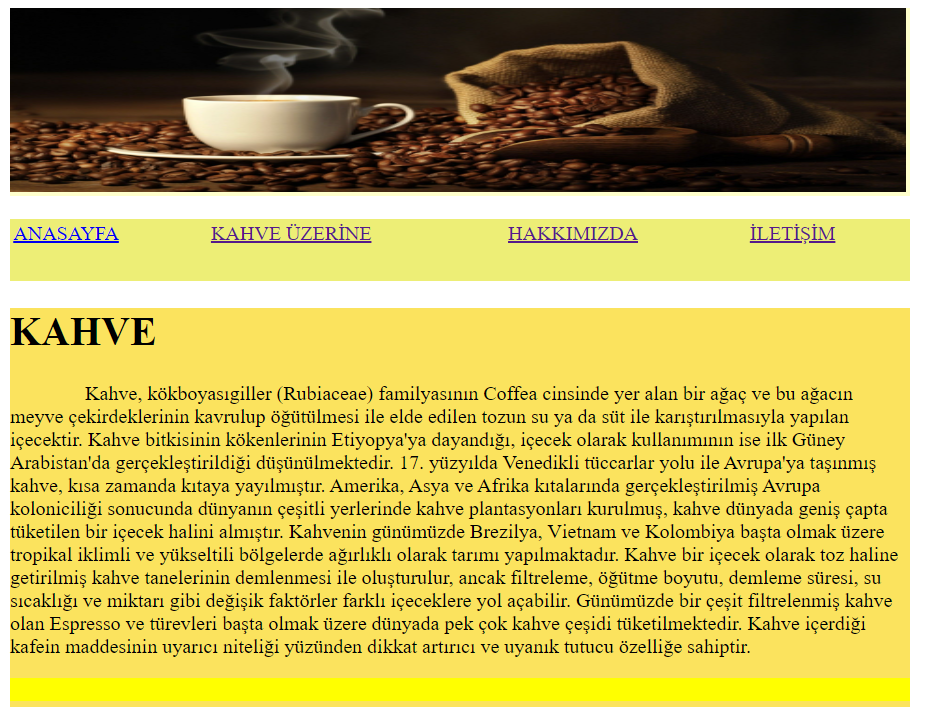 ANASAYFA KAHVE ÜZERİNE HAKKIMIZDA İLETİŞİM
KAHVE
Kahve, kökboyasıgiller (Rubiaceae) familyasının Coffea cinsinde yer alan bir ağaç ve bu ağacın
meyve çekirdeklerinin kavrulup öğütülmesi ile elde edilen tozun su ya da süt ile karıştırılmasıyla yapılan
içecektir. Kahve bitkisinin kökenlerinin Etiyopya'ya dayandığı, içecek olarak kullanımının ise ilk Güney
Arabistan'da gerçekleştirildiği düşünülmektedir. 17. yüzyılda Venedikli tüccarlar yolu ile Avrupa'ya taşınmış
kahve, kısa zamanda kıtaya yayılmıştır. Amerika, Asya ve Afrika kıtalarında gerçekleştirilmiş Avrupa
koloniciliği sonucunda dünyanın çeşitli yerlerinde kahve plantasyonları kurulmuş, kahve dünyada geniş çapta
tüketilen bir içecek halini almıştır. Kahvenin günümüzde Brezilya, Vietnam ve Kolombiya başta olmak üzere
tropikal iklimli ve yükseltili bölgelerde ağırlıklı olarak tarımı yapılmaktadır. Kahve bir içecek olarak toz haline
getirilmiş kahve tanelerinin demlenmesi ile oluşturulur, ancak filtreleme, öğütme boyutu, demleme süresi, su
sıcaklığı ve miktarı gibi değişik faktörler farklı içeceklere yol açabilir. Günümüzde bir çeşit filtrelenmiş kahve
olan Espresso ve türevleri başta olmak üzere dünyada pek çok kahve çeşidi tüketilmektedir. Kahve içerdiği
kafein maddesinin uyarıcı niteliği yüzünden dikkat artırıcı ve uyanık tutucu özelliğe sahiptir.